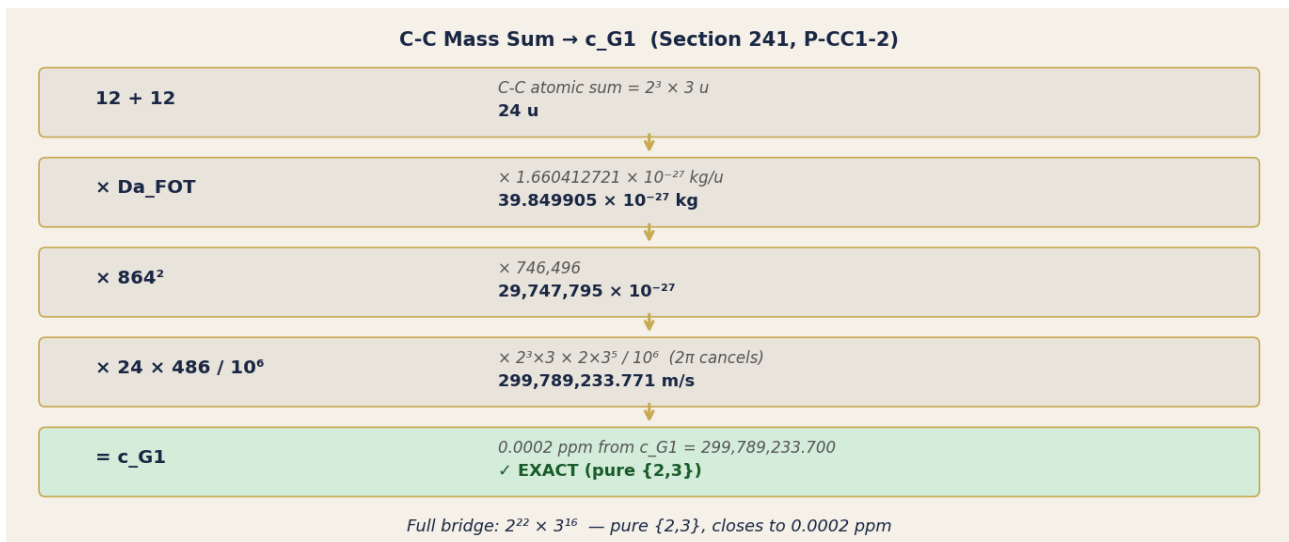 C-C Mass Sum → c_G1 (Section 241, P-CC1-2)
12 + 12
C-C atomic sum = 2³ × 3 u
24 u
× Da_FOT
× 1.660412721 × 10⁻²⁷ kg/u
39.849905 × 10⁻²⁷ kg
× 864²
× 746,496
29,747,795 × 10⁻²⁷
× 24 × 486 / 10⁶
× 2³×3 × 2×3⁵ / 10⁶ (2π cancels)
299,789,233.771 m/s
= c_G1
0.0002 ppm from c_G1 = 299,789,233.700
✓ EXACT (pure {2,3})
Full bridge: 2²² × 3¹⁶ — pure {2,3}, closes to 0.0002 ppm